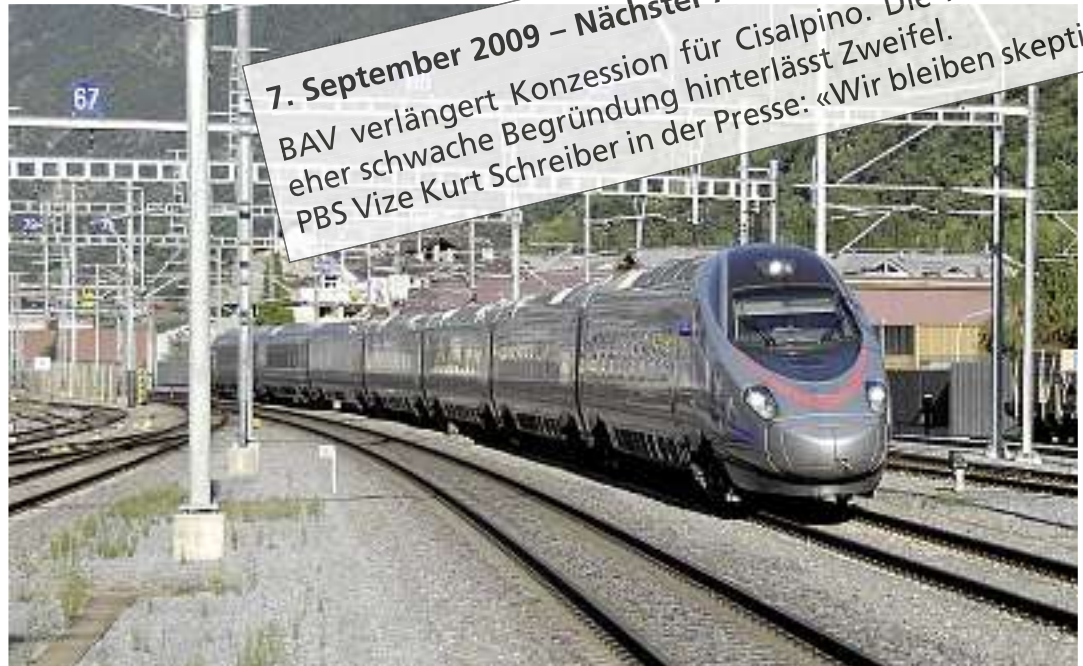 67
7. September 2009 – Nächster
BAV verlängert Konzession für Cisalpino. Die
eher schwache Begründung hinterlässt Zweifel.
PBS Vize Kurt Schreiber in der Presse: «Wir bleiben